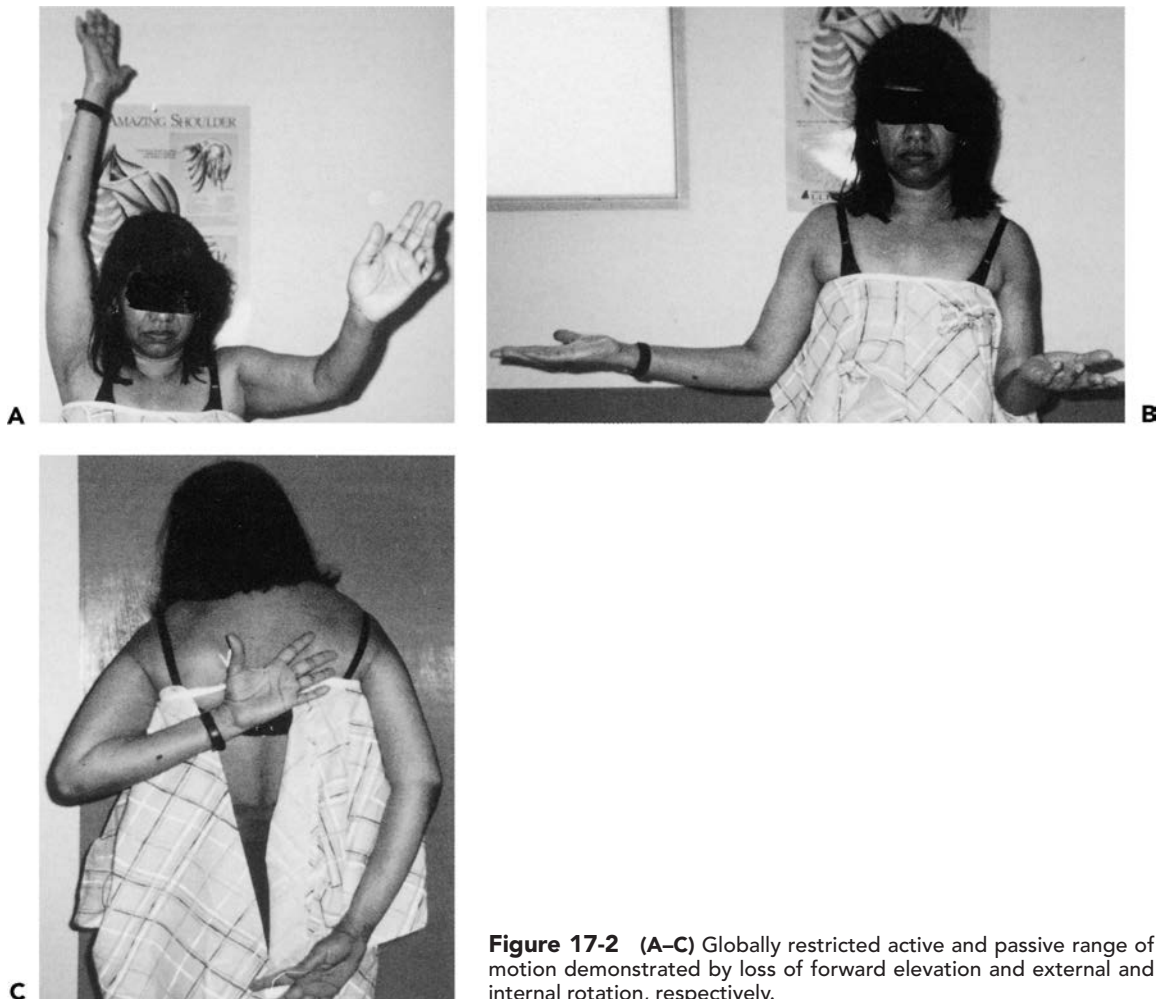 AMAZING SHOULDER
A
B
C
Figure 17-2 (A–C) Globally restricted active and passive range of
motion demonstrated by loss of forward elevation and external and
internal rotation, respectively.